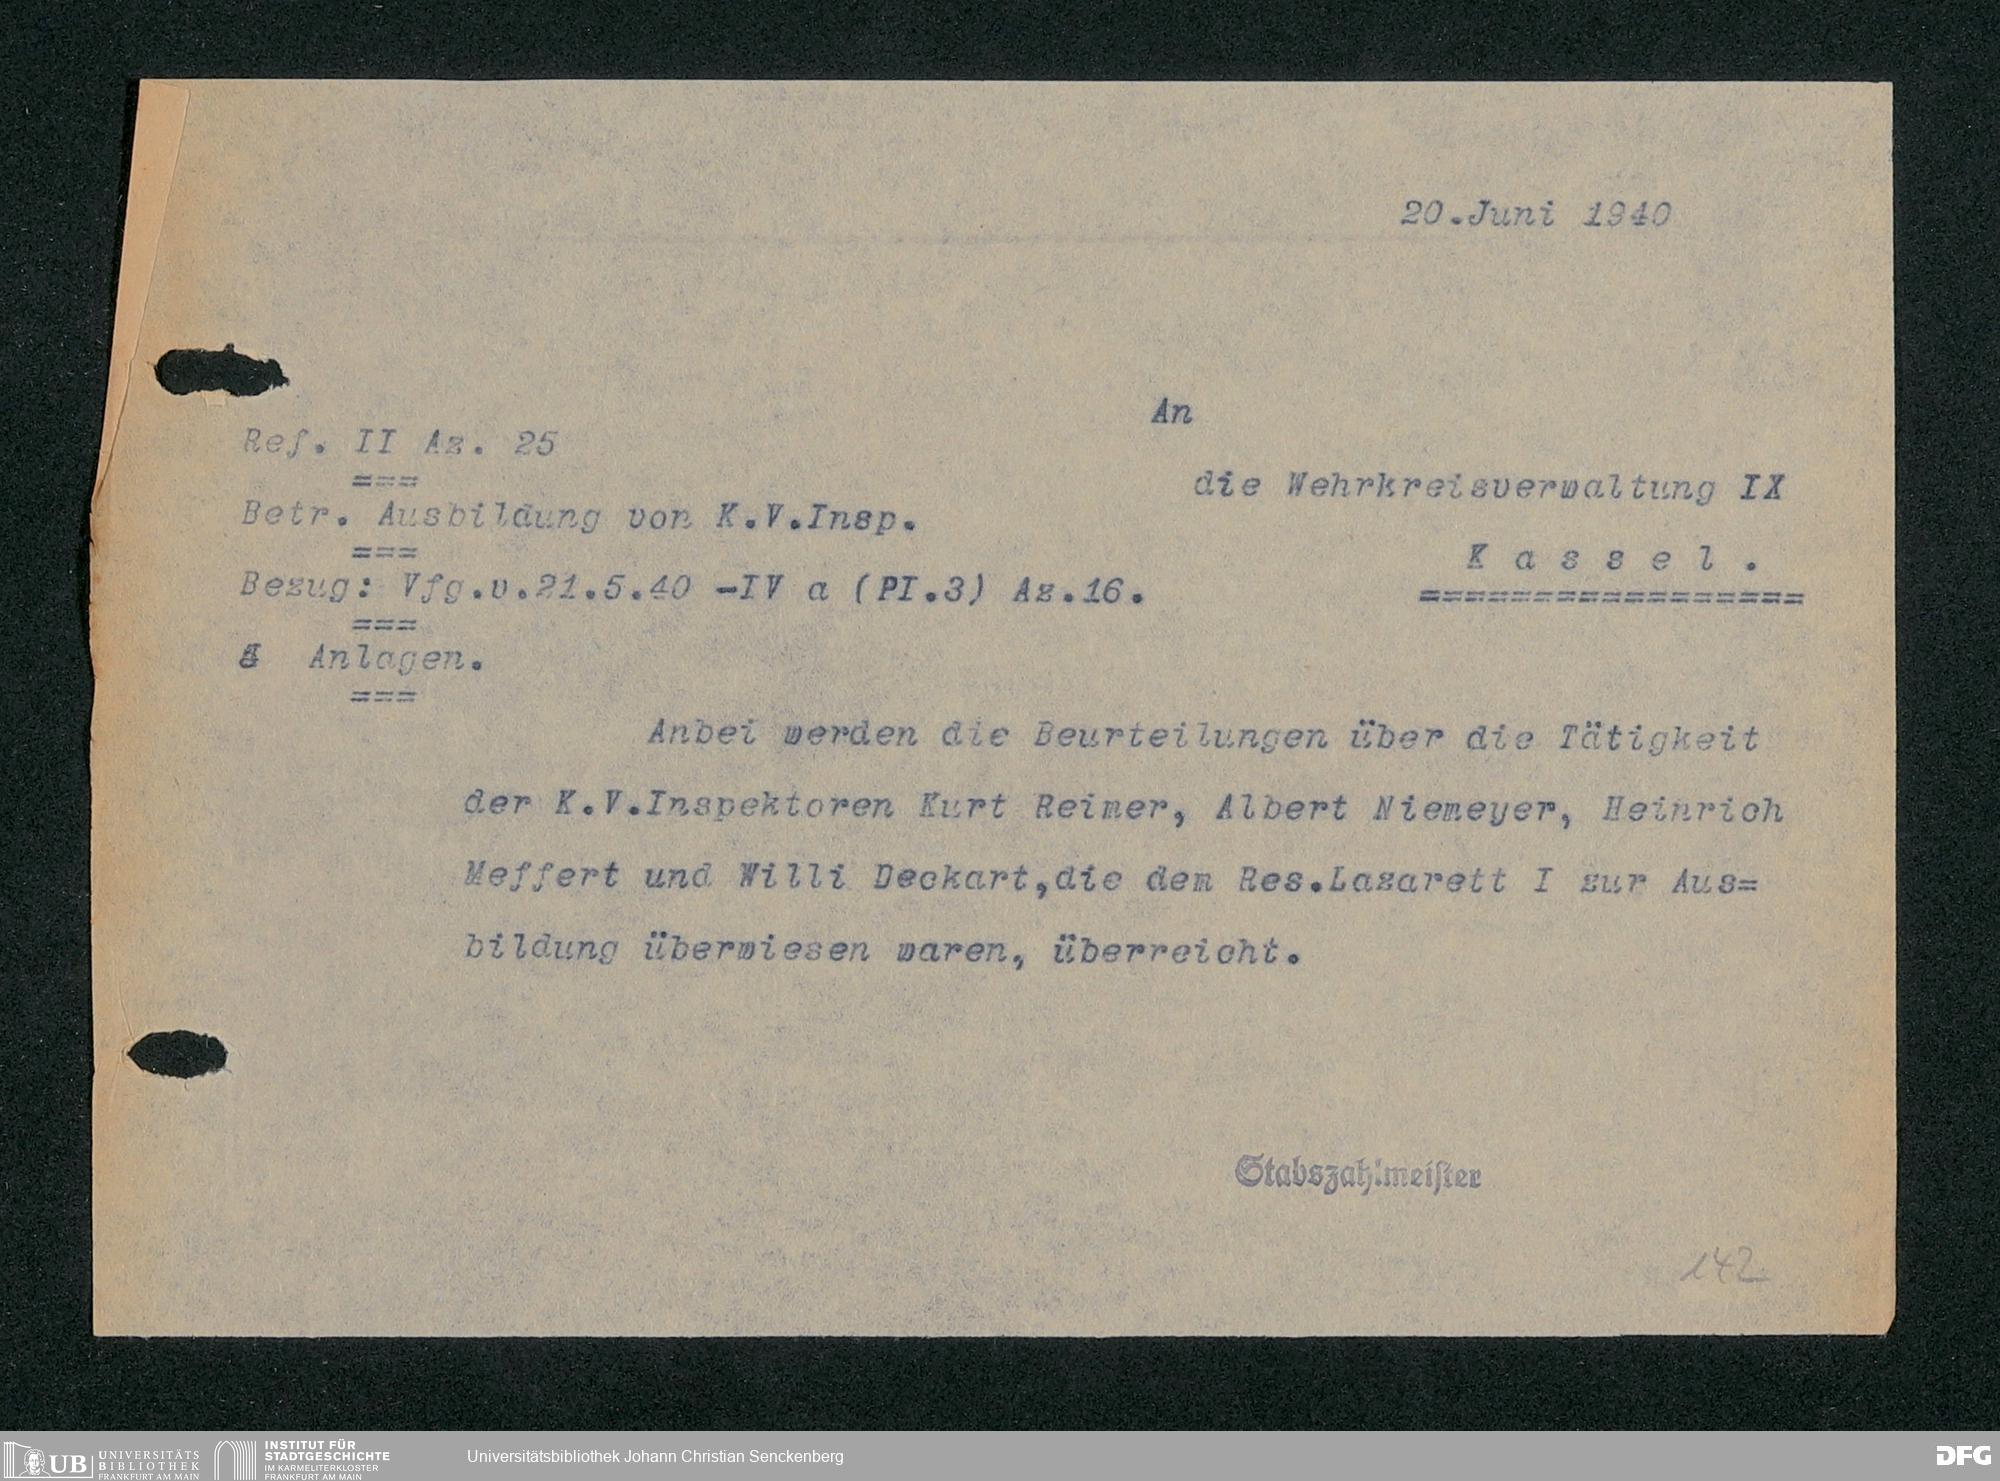 20.Juni 1940
An
Ref. II Az. 25
===
die Wehrkreisverwaltung IX
Betr. Ausbildung von K.V.Insp.
===
K a s s e l .
=================
Bezug: Vfg.v.21.5.40 -IV a (PI.3) Az.16.
===
Anlagen.
===
Anbei werden die Beurteilungen über die Tätigkeit
der K.V.Inspektoren Kurt Reimer, Albert Niemeyer, Heinrich
Meffert und Willi Deckart,die dem Res.Lazarett I zur Aus=
bildung überwiesen waren, überreicht.
Stabszahlmeister
142
UB UNIVERSITÄTS
BIBLIOTHEK
FRANKFURT AM MAIN
INSTITUT FÜR
STADTGESCHICHTE
IM KARMELITERKLOSTER
FRANKFURT AM MAIN
Universitätsbibliothek Johann Christian Senckenberg
DFG